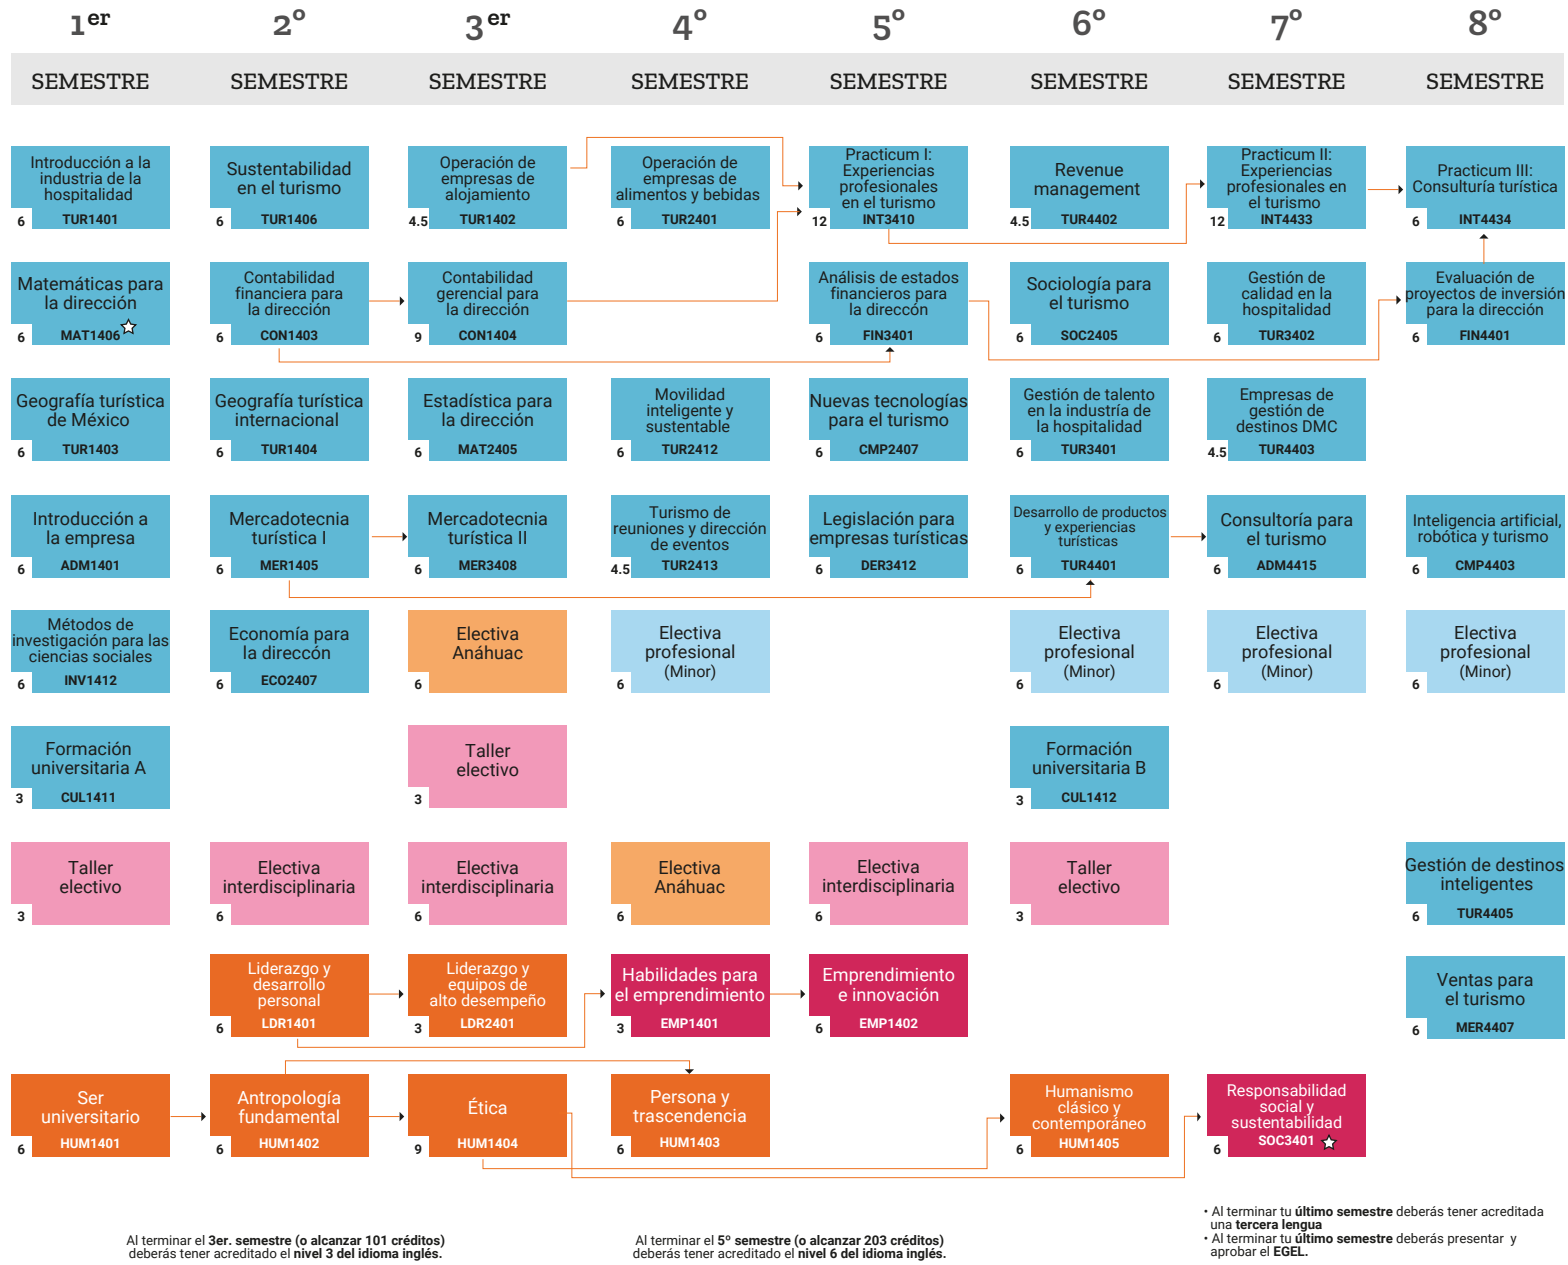 1er 2º 3er 4º 5º 6º 7º 8º
SEMESTRE SEMESTRE SEMESTRE SEMESTRE SEMESTRE SEMESTRE SEMESTRE SEMESTRE
Introducción a la
industria de la
hospitalidad
6 TUR1401
Sustentabilidad
en el turismo
6 TUR1406
Operación de
empresas de
alojamiento
4.5 TUR1402
Operación de
empresas de
alimentos y bebidas
6 TUR2401
Practicum I:
Experiencias
profesionales
en el turismo
12 INT3410
Revenue
management
4.5 TUR4402
Practicum II:
Experiencias
profesionales en
el turismo
12 INT4433
Practicum III:
Consulturía turística
6 INT4434
Matemáticas para
la dirección
6 MAT1406
Contabilidad
financiera para
la dirección
6 CON1403
Contabilidad
gerencial para
la dirección
9 CON1404
Análisis de estados
financieros para
la direccón
6 FIN3401
Sociología para
el turismo
6 SOC2405
Gestión de
calidad en la
hospitalidad
6 TUR3402
Evaluación de
proyectos de inversión
para la dirección
6 FIN4401
Geografía turística
de México
6 TUR1403
Geografía turística
internacional
6 TUR1404
Estadística para
la dirección
6 MAT2405
Movilidad
inteligente y
sustentable
6 TUR2412
Nuevas tecnologías
para el turismo
6 CMP2407
Gestión de talento
en la industria de
la hospitalidad
6 TUR3401
Empresas de
gestión de
destinos DMC
4.5 TUR4403
Introducción a
la empresa
6 ADM1401
Mercadotecnia
turística I
6 MER1405
Mercadotecnia
turística II
6 MER3408
Turismo de
reuniones y dirección
de eventos
4.5 TUR2413
Legislación para
empresas turísticas
6 DER3412
Desarrollo de productos
y experiencias
turísticas
6 TUR4401
Consultoría para
el turismo
6 ADM4415
Inteligencia artificial,
robótica y turismo
6 CMP4403
Métodos de
investigación para las
ciencias sociales
6 INV1412
Economía para
la direccón
6 ECO2407
Electiva
Anáhuac
6
Electiva
profesional
(Minor)
6
Electiva
profesional
(Minor)
6
Electiva
profesional
(Minor)
6
Electiva
profesional
(Minor)
6
Formación
universitaria A
3 CUL1411
Taller
electivo
3
Formación
universitaria B
3 CUL1412
Taller
electivo
3
Electiva
interdisciplinaria
6
Electiva
interdisciplinaria
6
Electiva
Anáhuac
6
Electiva
interdisciplinaria
6
Taller
electivo
3
Gestión de destinos
inteligentes
6 TUR4405
Liderazgo y
desarrollo
personal
6 LDR1401
Liderazgo y
equipos de
alto desempeño
3 LDR2401
Habilidades para
el emprendimiento
3 EMP1401
Emprendimiento
e innovación
6 EMP1402
Ventas para
el turismo
6 MER4407
Ser
universitario
6 HUM1401
Antropología
fundamental
6 HUM1402
Ética
9 HUM1404
Persona y
trascendencia
6 HUM1403
Humanismo
clásico y
contemporáneo
6 HUM1405
Responsabilidad
social y
sustentabilidad
6 SOC3401
Al terminar el 3er. semestre (o alcanzar 101 créditos)
deberás tener acreditado el nivel 3 del idioma inglés.
Al terminar el 5º semestre (o alcanzar 203 créditos)
deberás tener acreditado el nivel 6 del idioma inglés.
• Al terminar tu último semestre deberás tener acreditada
una tercera lengua
• Al terminar tu último semestre deberás presentar y
aprobar el EGEL.